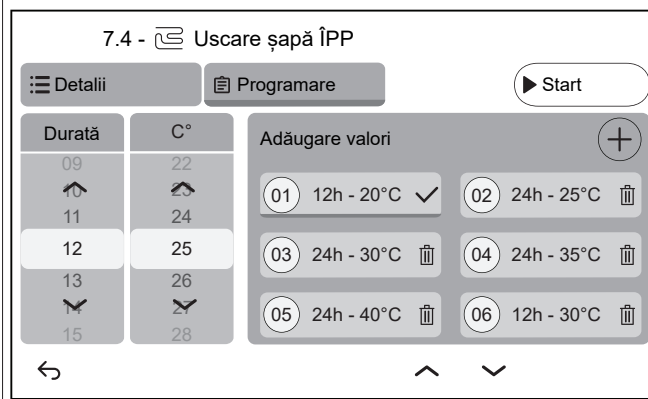 7.4 - Uscare șapă ÎPP
Detalii
Programare
Start
Durată
C°
09
10
11
12
13
14
15
22
23
24
25
26
27
28
Adăugare valori
01 12h - 20°C
02 24h - 25°C
03 24h - 30°C
04 24h - 35°C
05 24h - 40°C
06 12h - 30°C